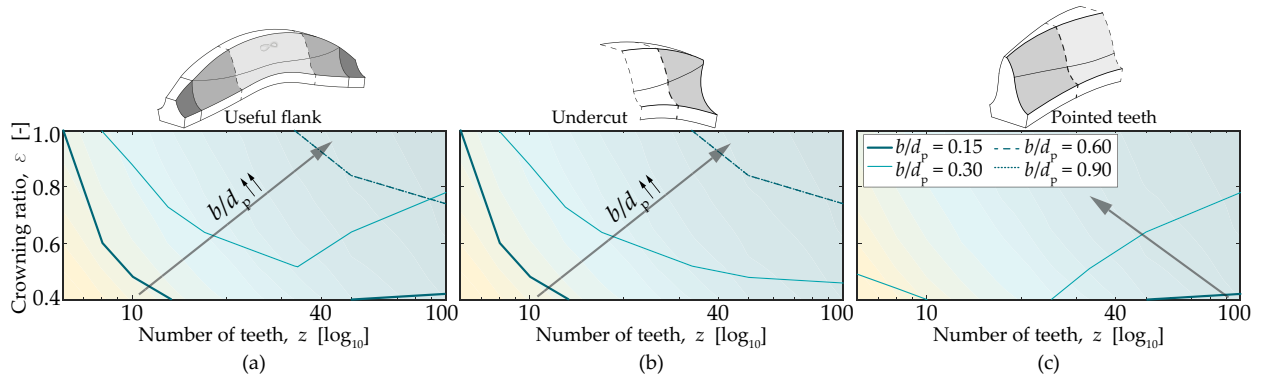 Useful flank
Undercut
Pointed teeth
Crowning ratio, ε [-]
1.0
0.8
0.6
0.4
b/dp ↑↑
b/dp ↑↑
b/dp = 0.15
b/dp = 0.30
b/dp = 0.60
b/dp = 0.90
10 40 100
10 40 100
10 20 40 100
Number of teeth, z [log10]
Number of teeth, z [log10]
Number of teeth, z [log10]
(a)
(b)
(c)